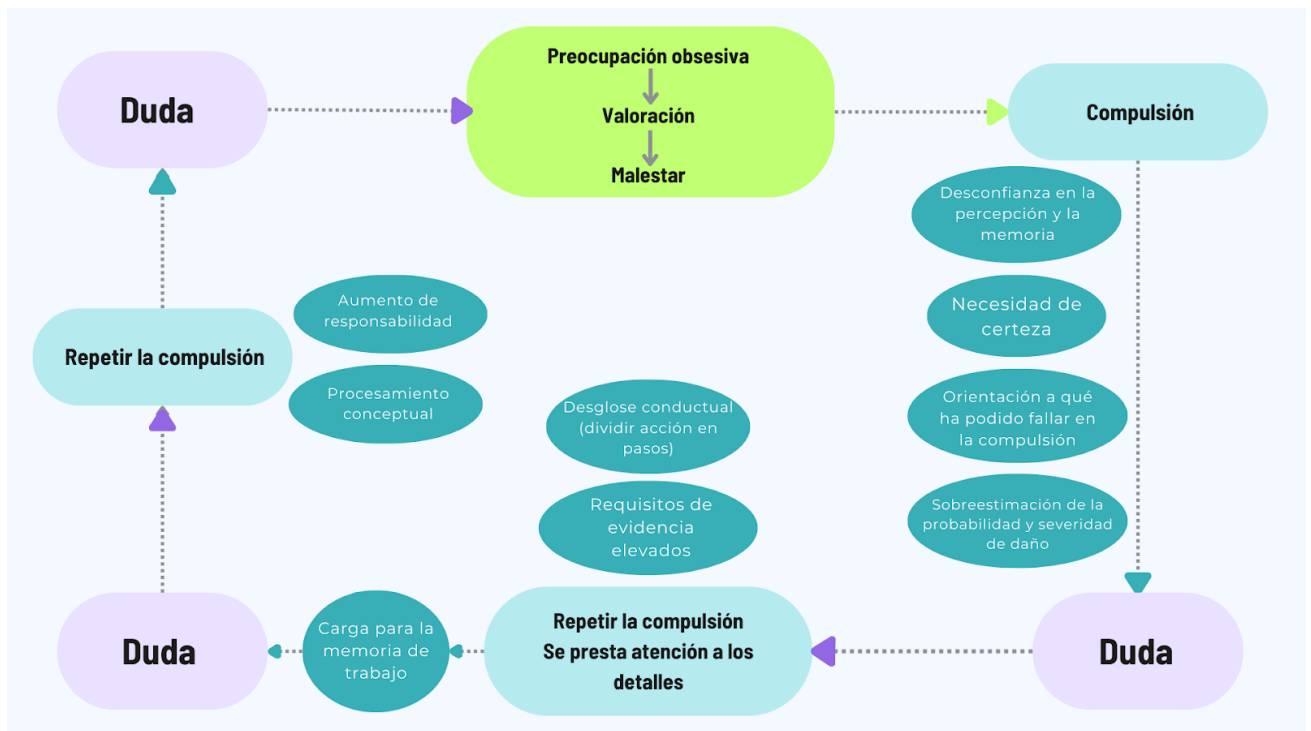 Duda
Preocupación obsesiva
Valoración
Malestar
Compulsión
Desconfianza en la
percepción y la
memoria
Necesidad de
certeza
Orientación a qué
ha podido fallar en
la compulsión
Sobreestimación de la
probabilidad y severidad
de daño
Duda
Repetir la compulsión
Se presta atención a los
detalles
Desglose conductual
(dividir acción en
pasos)
Requisitos de
evidencia
elevados
Carga para la
memoria de
trabajo
Duda
Repetir la compulsión
Aumento de
responsabilidad
Procesamiento
conceptual